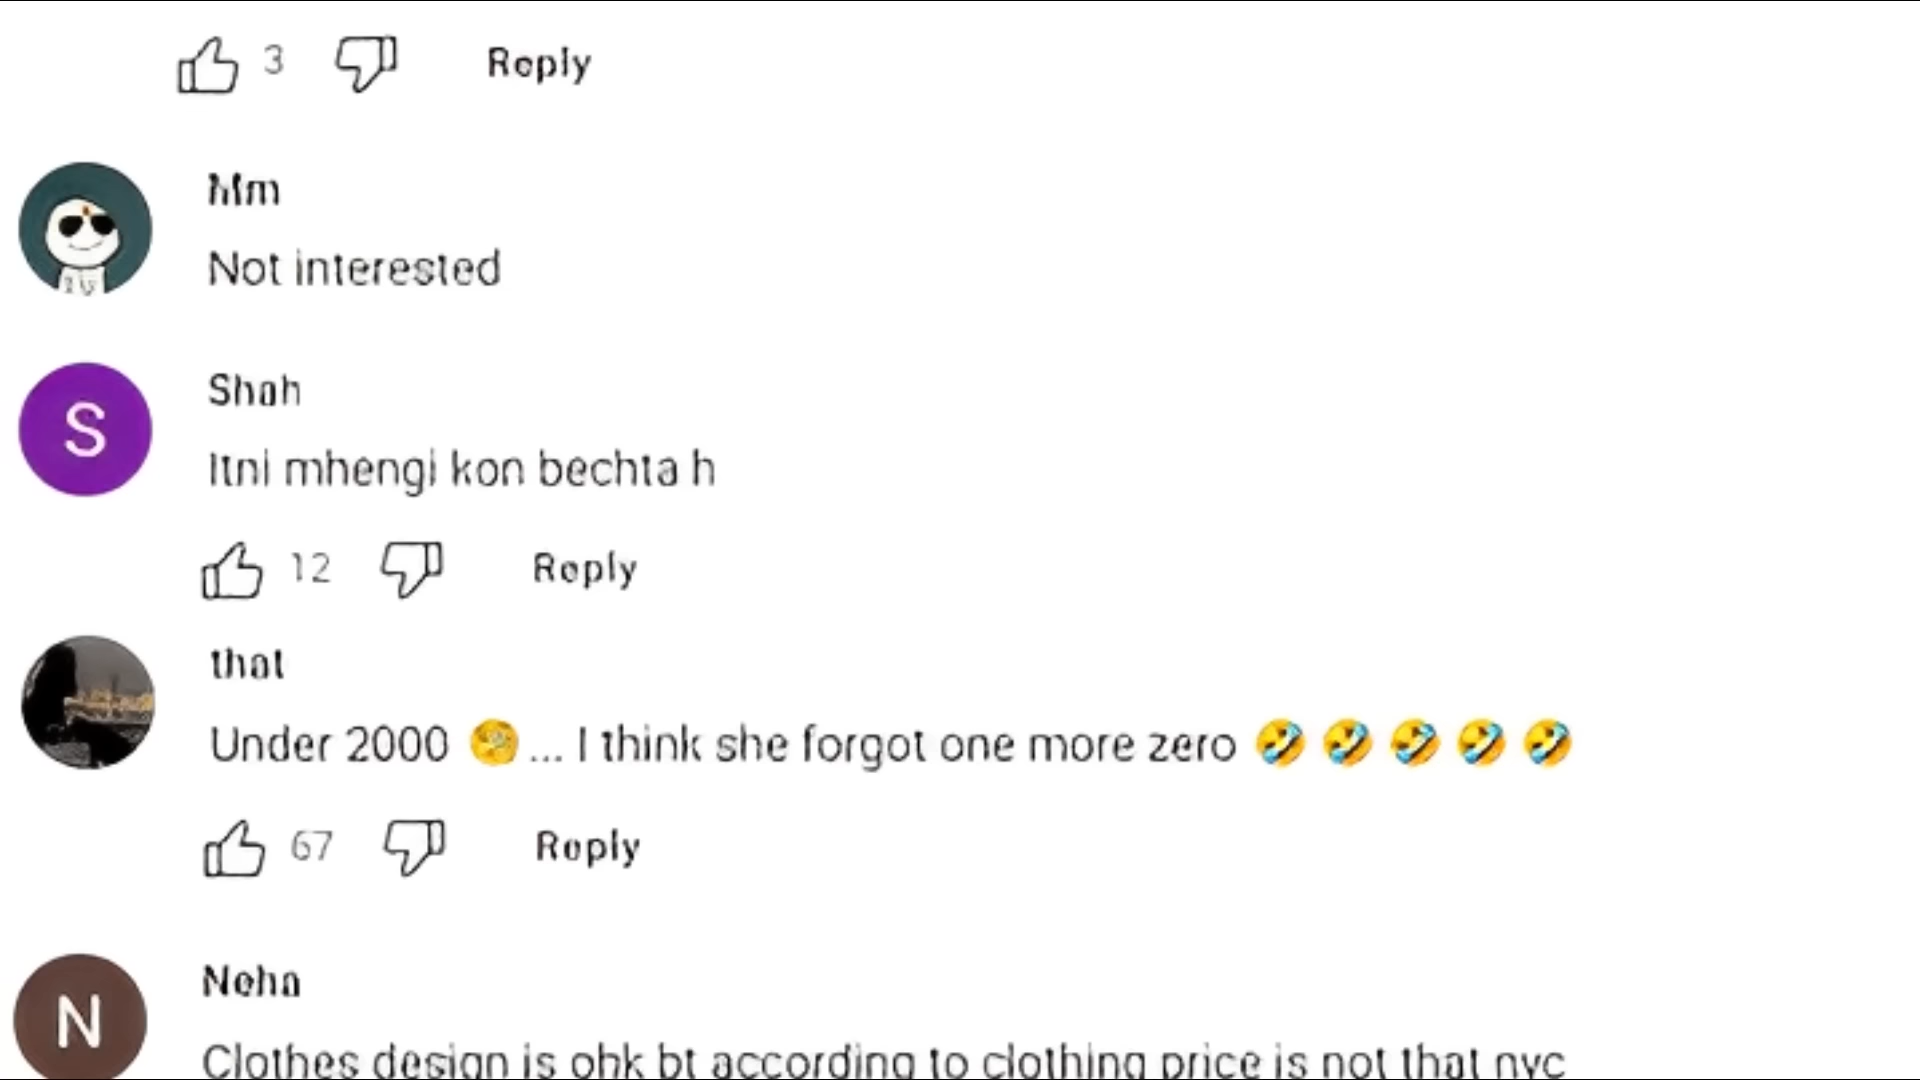 3 Reply
Mm
Not interested
S
Shah
Itni mhengi kon bechta h
12 Reply
that
Under 2000 🫣... I think she forgot one more zero 🤣🤣🤣🤣🤣
67 Reply
N
Neha
Clothes design is ohk bt according to clothing price is not that nyc